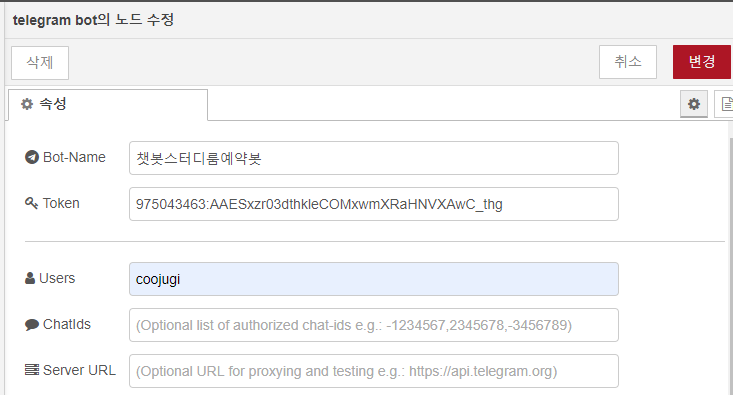 telegram bot의 노드 수정
삭제 취소 변경
속성
Bot-Name 챗봇스터디룸예약봇
Token 975043463:AAESxzr03dthkleCOMxwmXRaHNVXAwC_thg
Users coojugi
ChatIds (Optional list of authorized chat-ids e.g.: -1234567,2345678,-3456789)
Server URL (Optional URL for proxying and testing e.g.: https://api.telegram.org)